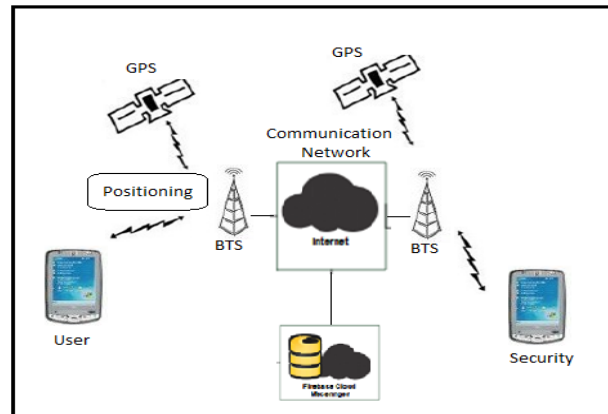 GPS
GPS
Communication
Network
Positioning
BTS
Internet
BTS
User
Firebase Cloud
Messenger
Security